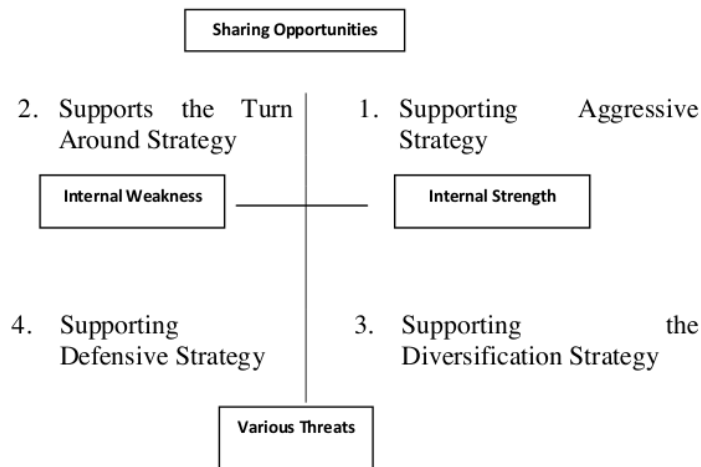 Sharing Opportunities
2. Supports the Turn
Around Strategy
1. Supporting Aggressive
Strategy
Internal Weakness
Internal Strength
4. Supporting
Defensive Strategy
3. Supporting the
Diversification Strategy
Various Threats